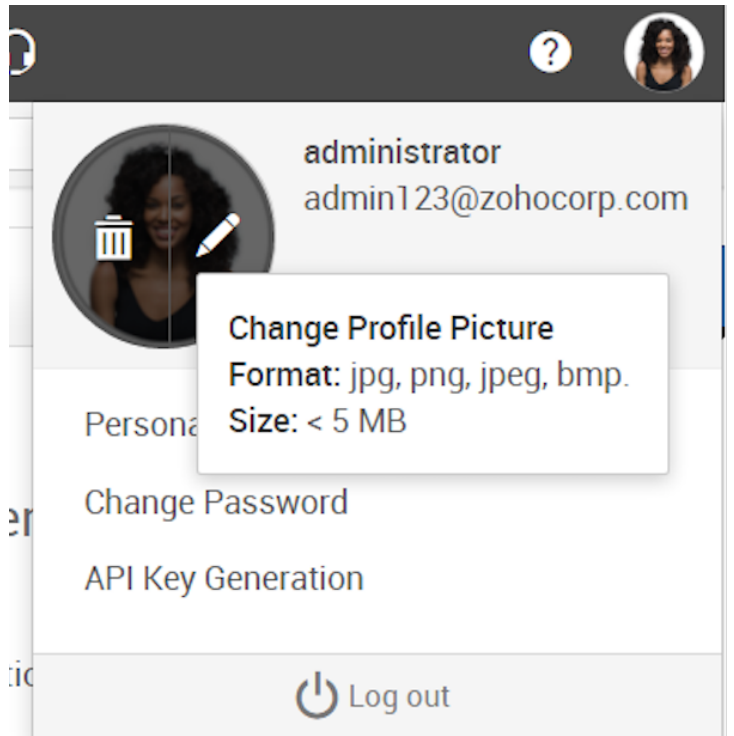 ?
administrator
admin123@zohocorp.com
Change Profile Picture
Format: jpg, png, jpeg, bmp.
Size: < 5 MB
Persona
Change Password
API Key Generation
Log out